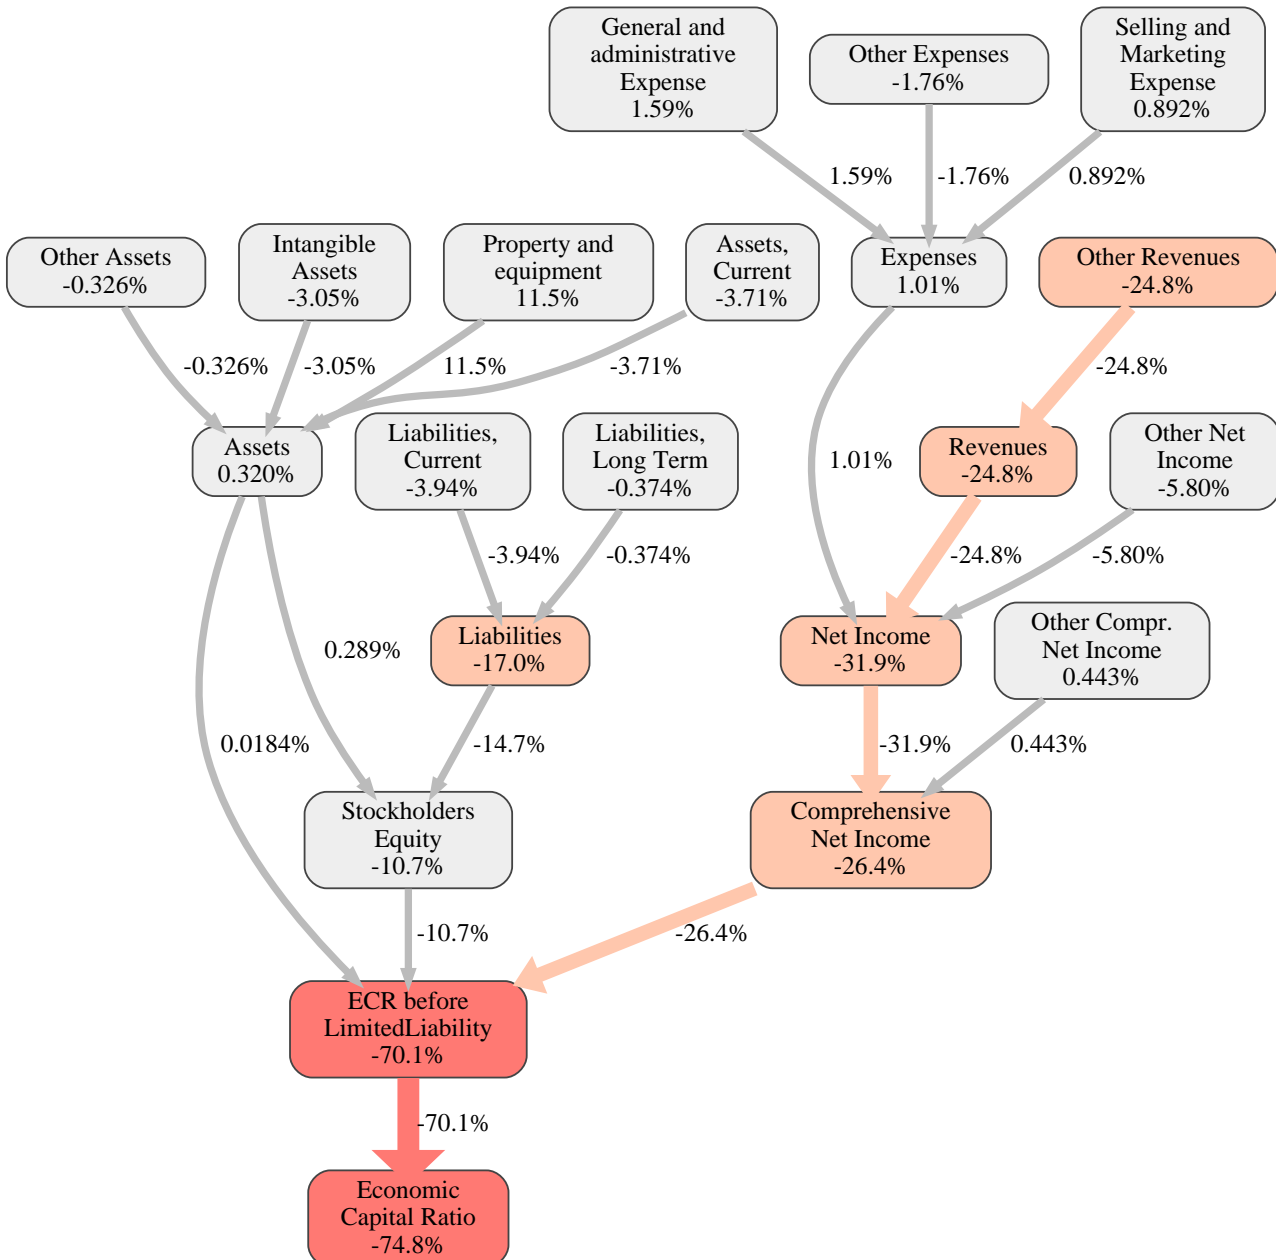 General and
administrative
Expense
1.59%
Other Expenses
-1.76%
Selling and
Marketing
Expense
0.892%
1.59%
-1.76%
0.892%
Other Assets
-0.326%
Intangible
Assets
-3.05%
Property and
equipment
11.5%
Assets,
Current
-3.71%
Expenses
1.01%
Other Revenues
-24.8%
-0.326%
-3.05%
11.5%
-3.71%
-24.8%
Assets
0.320%
Liabilities,
Current
-3.94%
Liabilities,
Long Term
-0.374%
1.01%
Revenues
-24.8%
Other Net
Income
-5.80%
-3.94%
-0.374%
-24.8%
-5.80%
0.289%
Liabilities
-17.0%
Net Income
-31.9%
Other Compr.
Net Income
0.443%
0.0184%
-14.7%
-31.9%
0.443%
Stockholders
Equity
-10.7%
Comprehensive
Net Income
-26.4%
-10.7%
-26.4%
ECR before
LimitedLiability
-70.1%
-70.1%
Economic
Capital Ratio
-74.8%